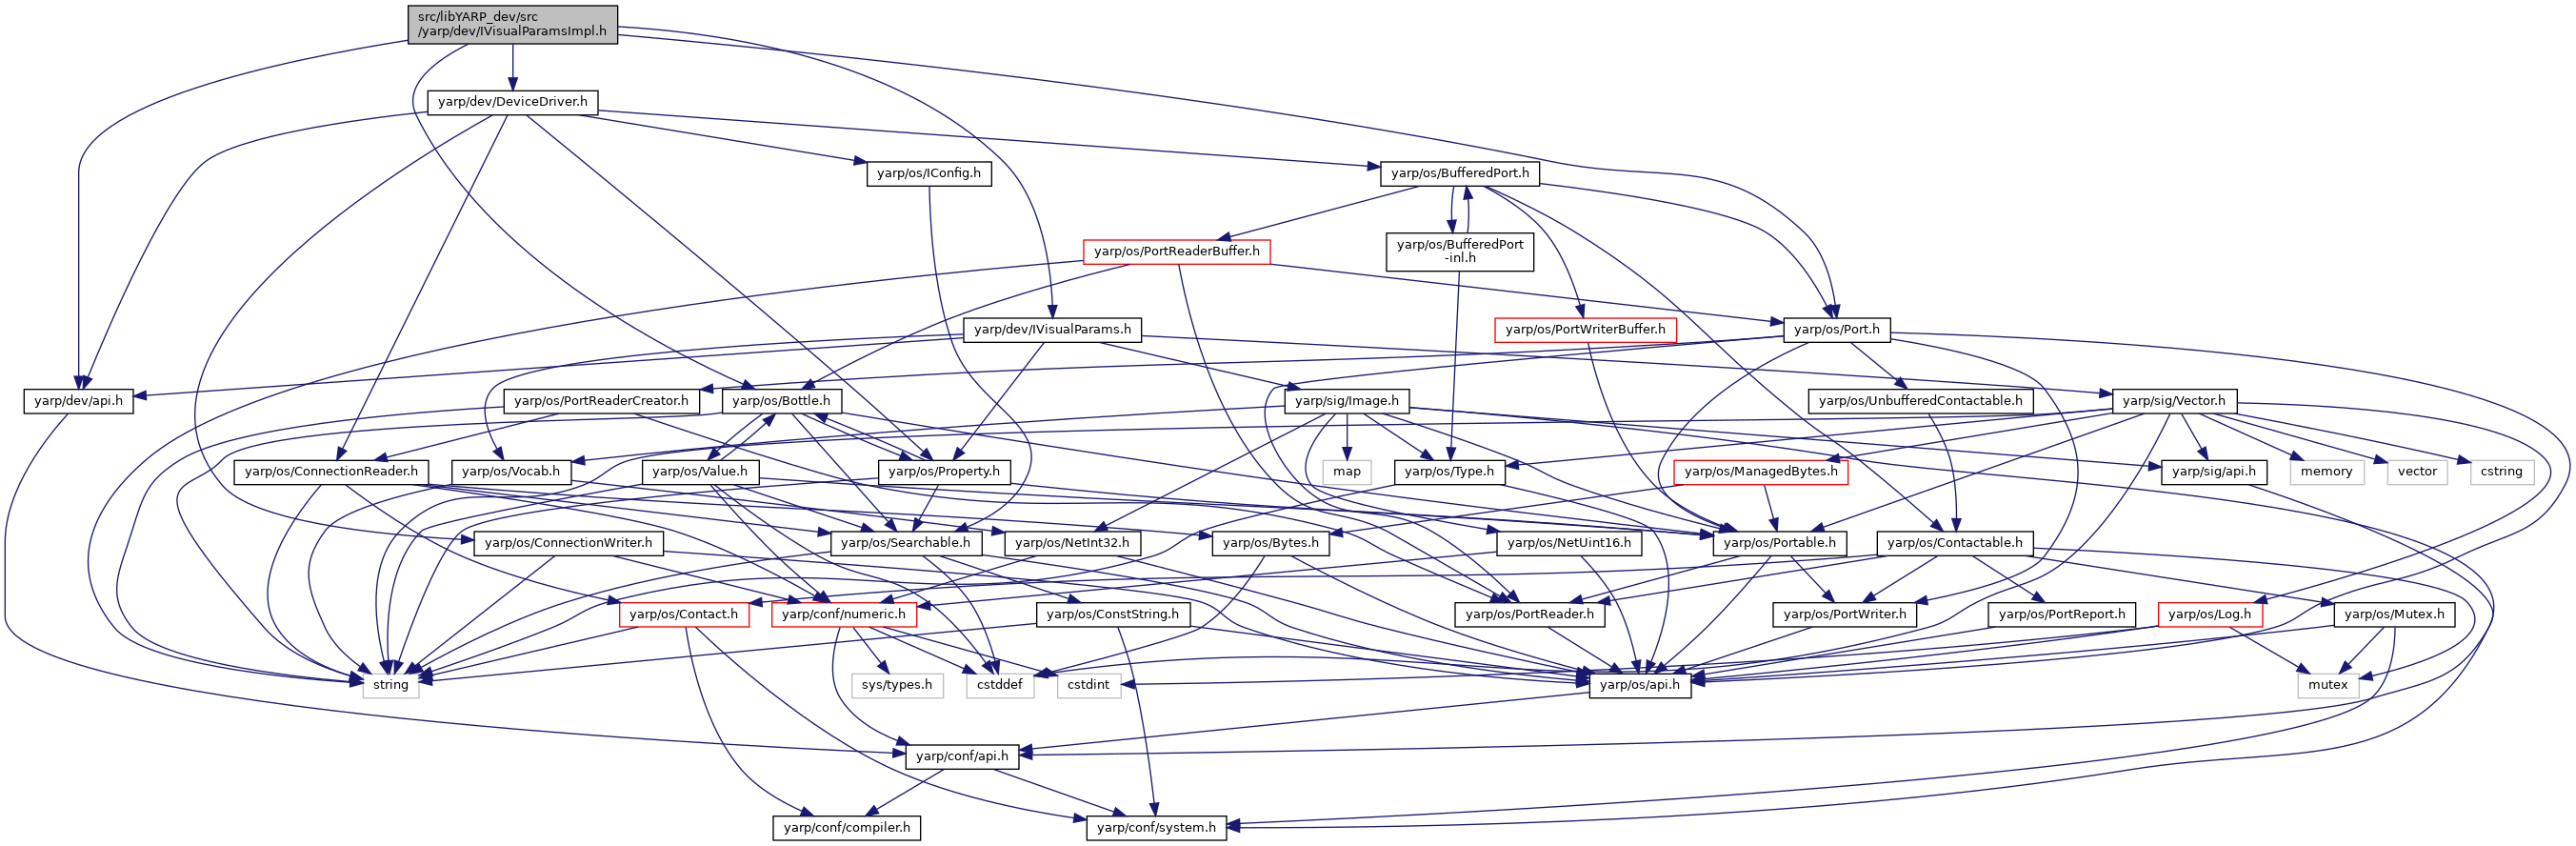 src/libYARP_dev/src
/yarp/dev/IVisualParamsImpl.h
yarp/dev/DeviceDriver.h
yarp/os/IConfig.h
yarp/os/BufferedPort.h
yarp/os/PortReaderBuffer.h
yarp/os/BufferedPort
-inl.h
yarp/dev/IVisualParams.h
yarp/os/PortWriterBuffer.h
yarp/os/Port.h
yarp/dev/api.h
yarp/os/PortReaderCreator.h
yarp/os/Bottle.h
yarp/sig/Image.h
yarp/os/UnbufferedContactable.h
yarp/sig/Vector.h
yarp/os/ConnectionReader.h
yarp/os/Vocab.h
yarp/os/Value.h
yarp/os/Property.h
map
yarp/os/Type.h
yarp/os/ManagedBytes.h
yarp/sig/api.h
memory
vector
cstring
yarp/os/ConnectionWriter.h
yarp/os/Searchable.h
yarp/os/NetInt32.h
yarp/os/Bytes.h
yarp/os/NetUint16.h
yarp/os/Portable.h
yarp/os/Contactable.h
yarp/os/Contact.h
yarp/conf/numeric.h
yarp/os/ConstString.h
yarp/os/PortReader.h
yarp/os/PortWriter.h
yarp/os/PortReport.h
yarp/os/Log.h
yarp/os/Mutex.h
string
sys/types.h
cstddef
cstdint
yarp/os/api.h
mutex
yarp/conf/api.h
yarp/conf/compiler.h
yarp/conf/system.h